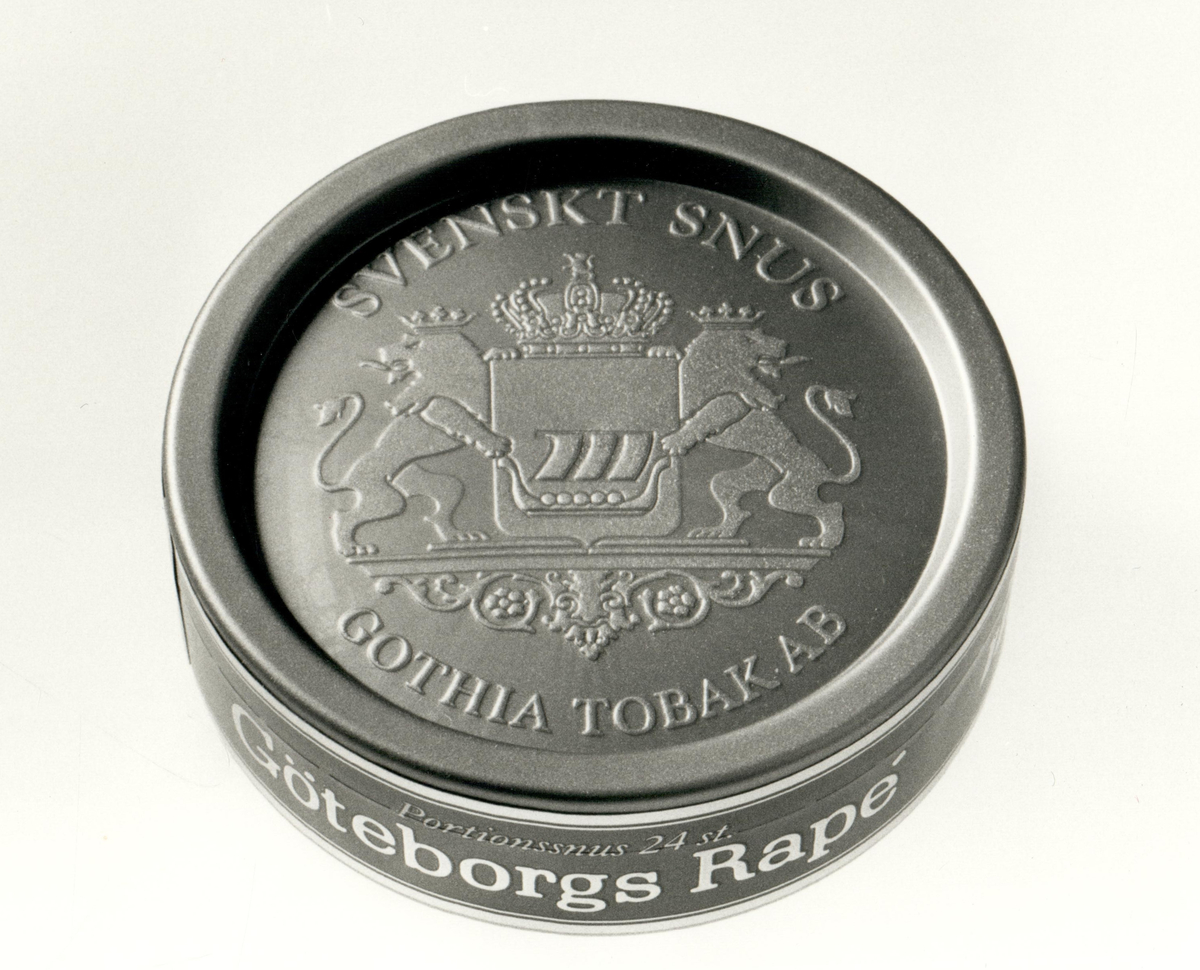 SVENSKT SNUS
GOTHIA TOBAK AB
Portionssnus 24 st.
Göteborgs Rapé